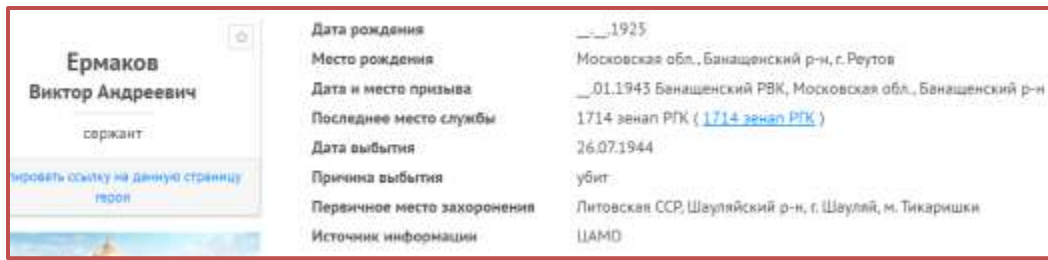 Ермаков
Виктор Андреевич
сержант
ировать ссылку на данную страницу
героя
Дата рождения __.__.1925
Место рождения Московская обл., Банащенский р-н, г. Реутов
Дата и место призыва __.01.1943 Банащенский РВК, Московская обл., Банащенский р-н
Последнее место службы 1714 зенап РГК ( 1714 зенап РГК )
Дата выбытия 26.07.1944
Причина выбытия убит
Первичное место захоронения Литовская ССР, Шауляйский р-н, г. Шауляй, м. Тикаришки
Источник информации ЦАМО